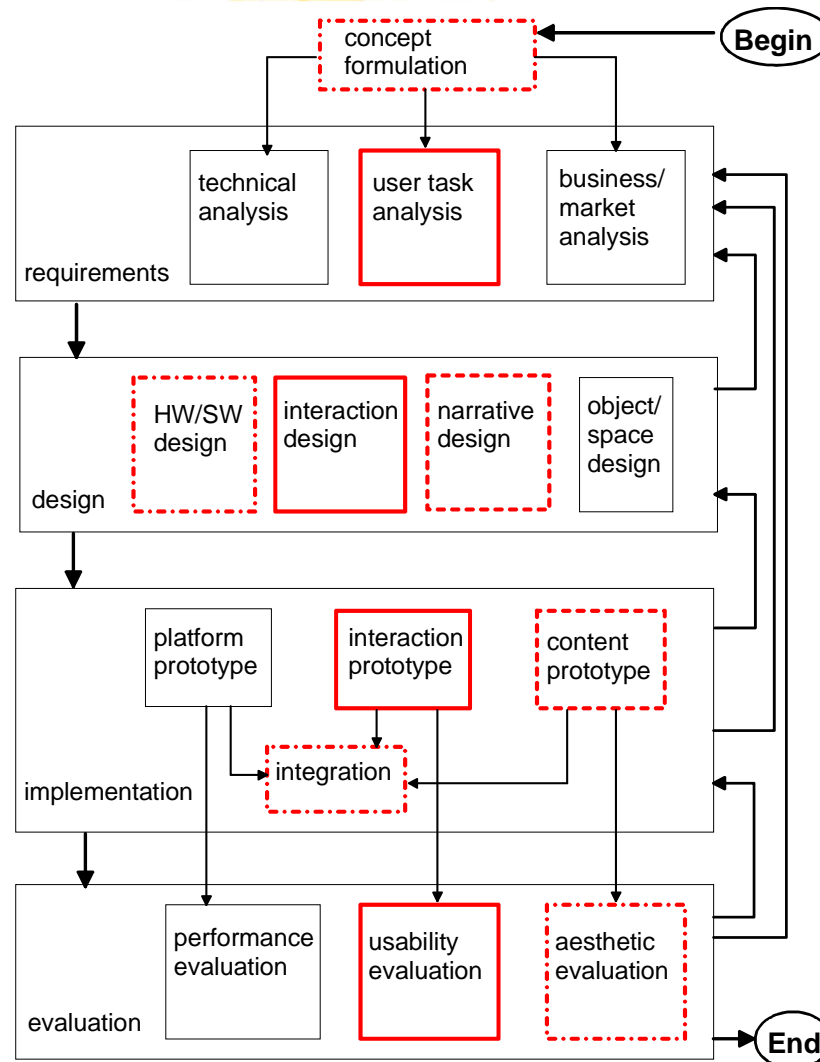 Begin
concept
formulation
technical
analysis
user task
analysis
business/
market
analysis
requirements
HW/SW
design
interaction
design
narrative
design
object/
space
design
design
platform
prototype
interaction
prototype
content
prototype
integration
implementation
performance
evaluation
usability
evaluation
aesthetic
evaluation
evaluation
End